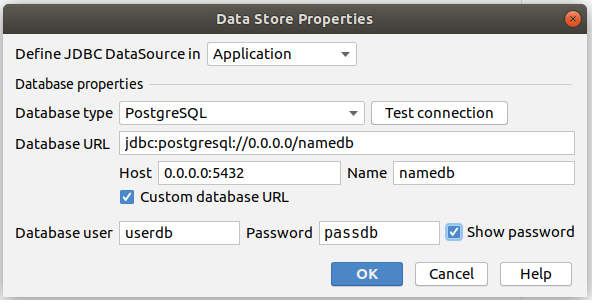 Data Store Properties
Define JDBC DataSource in Application
Database properties
Database type PostgreSQL Test connection
Database URL jdbc:postgresql://0.0.0.0/namedb
Host 0.0.0.0:5432 Name namedb
Custom database URL
Database user userdb Password passdb Show password
OK Cancel Help